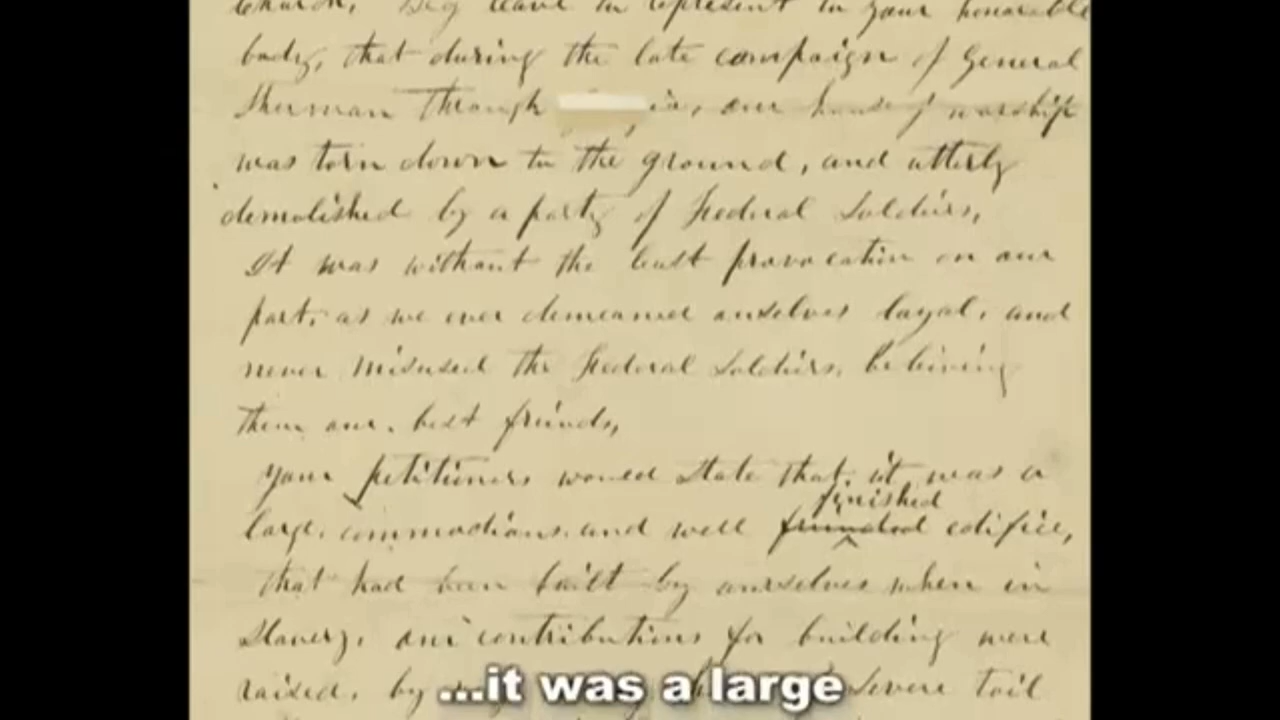 Church, Beg leave to represent to your honorable
body, that during the late campaign of General
Sherman through ia, our house of worship
was torn down to the ground, and utterly
demolished by a party of Federal Soldiers,
It was without the least provocation on our
part, as we ever demeaned ourselves loyal, and
never misused the Federal Soldiers, believing
them our best friends,
Your petitioners would State that, it was a
finished
large, commodious and well founded edifice,
that had been built by ourselves when in
Slavery, our contributions for building were
raised, by severe toil
...it was a large